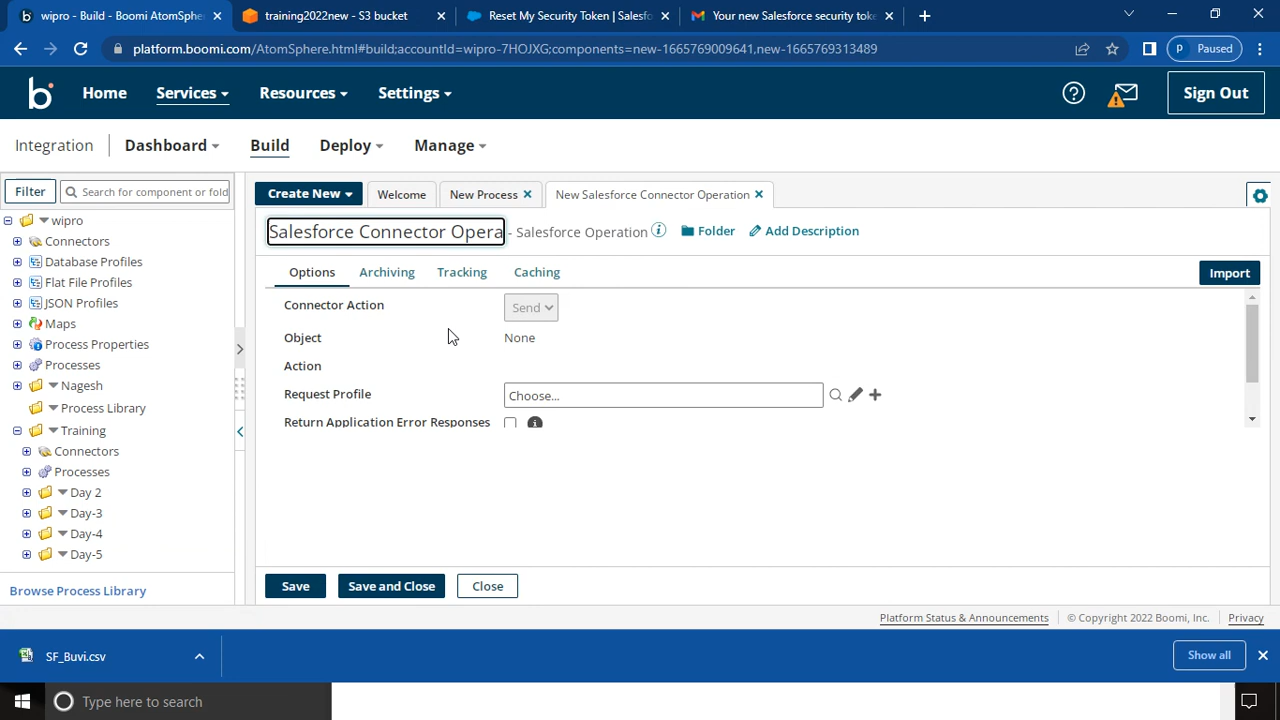 wipro - Build - Boomi AtomSphe
training2022new - S3 bucket
Reset My Security Token | Salesfo
Your new Salesforce security toke
platform.boomi.com/AtomSphere.html#build;accountId=wipro-7HOJXG;components=new-1665769009641,new-1665769313489
P Paused
b Home Services Resources Settings
Sign Out
Integration Dashboard Build Deploy Manage
Filter Search for component or fold
Create New Welcome New Process New Salesforce Connector Operation
wipro
Connectors
Database Profiles
Flat File Profiles
JSON Profiles
Maps
Process Properties
Processes
Nagesh
Process Library
Training
Connectors
Processes
Day 2
Day-3
Day-4
Day-5
Browse Process Library
Salesforce Connector Opera - Salesforce Operation Folder Add Description
Options Archiving Tracking Caching Import
Connector Action Send
Object None
Action
Request Profile Choose...
Return Application Error Responses
Save Save and Close Close
Platform Status & Announcements © Copyright 2022 Boomi, Inc. Privacy
SF_Buvi.csv Show all
Type here to search